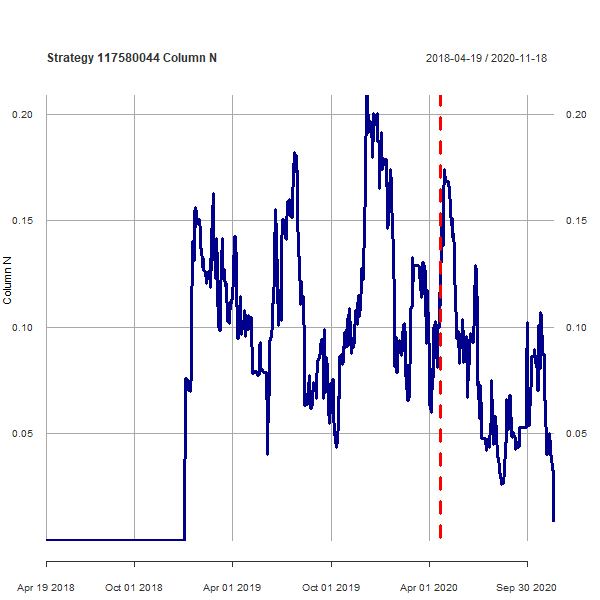 Strategy 117580044 Column N
2018-04-19 / 2020-11-18
0.20
0.20
0.15
0.15
Column N
0.10
0.10
0.05
0.05
Apr 19 2018
Oct 01 2018
Apr 01 2019
Oct 01 2019
Apr 01 2020
Sep 30 2020